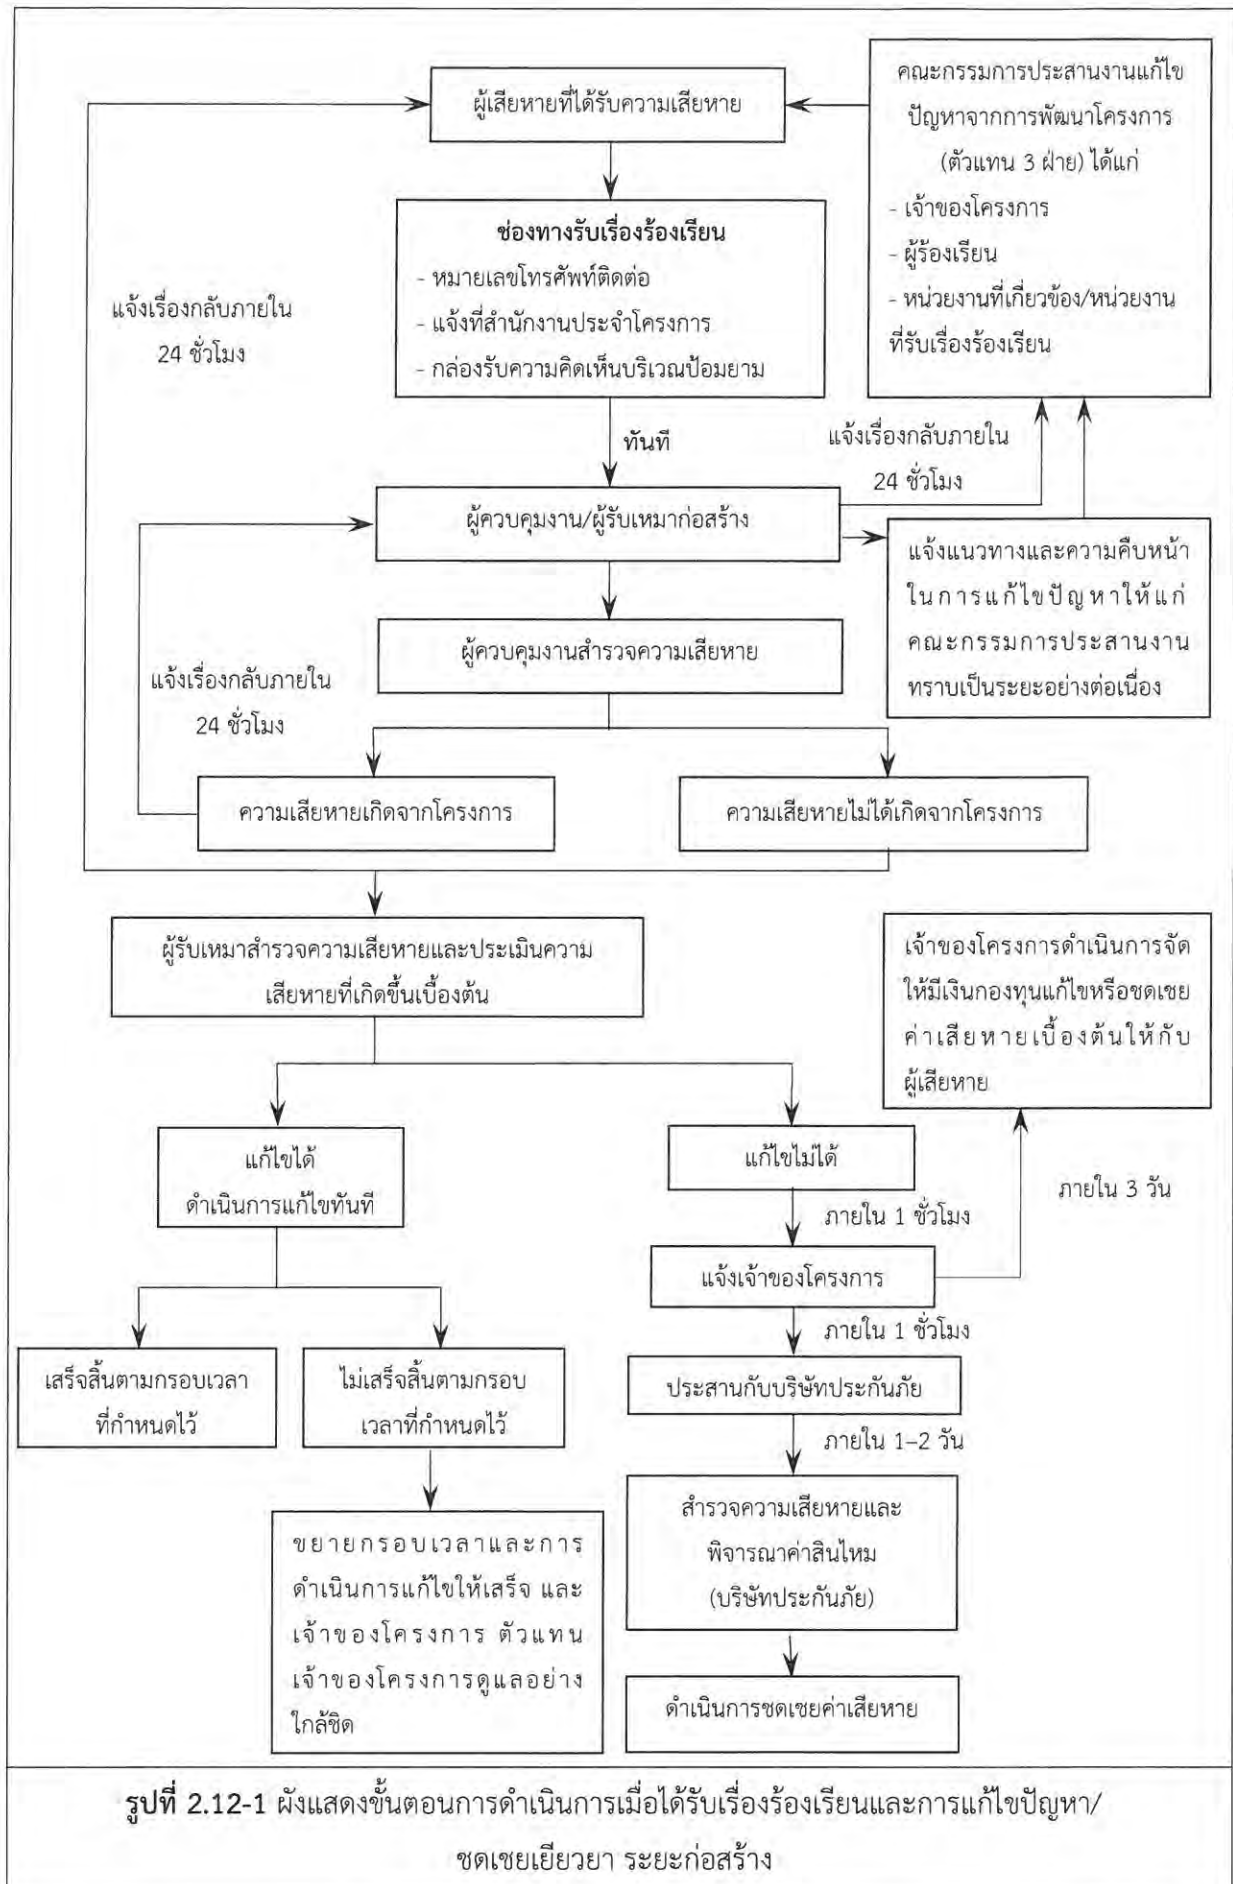 ผู้เสียหายที่ได้รับความเสียหาย
คณะกรรมการประสานงานแก้ไข
ปัญหาจากการพัฒนาโครงการ
(ตัวแทน 3 ฝ่าย) ได้แก่
- เจ้าของโครงการ
- ผู้ร้องเรียน
- หน่วยงานที่เกี่ยวข้อง/หน่วยงาน
ที่รับเรื่องร้องเรียน
ช่องทางรับเรื่องร้องเรียน
- หมายเลขโทรศัพท์ติดต่อ
- แจ้งที่สำนักงานประจำโครงการ
- กล่องรับความคิดเห็นบริเวณป้อมยาม
แจ้งเรื่องกลับภายใน
24 ชั่วโมง
ทันที
แจ้งเรื่องกลับภายใน
24 ชั่วโมง
ผู้ควบคุมงาน/ผู้รับเหมาก่อสร้าง
แจ้งแนวทางและความคืบหน้า
ในการแก้ไขปัญหาให้แก่
คณะกรรมการประสานงาน
ทราบเป็นระยะอย่างต่อเนื่อง
ผู้ควบคุมงานสำรวจความเสียหาย
แจ้งเรื่องกลับภายใน
24 ชั่วโมง
ความเสียหายเกิดจากโครงการ
ความเสียหายไม่ได้เกิดจากโครงการ
ผู้รับเหมาสำรวจความเสียหายและประเมินความ
เสียหายที่เกิดขึ้นเบื้องต้น
เจ้าของโครงการดำเนินการจัด
ให้มีเงินกองทุนแก้ไขหรือชดเชย
ค่าเสียหายเบื้องต้นให้กับ
ผู้เสียหาย
แก้ไขได้
ดำเนินการแก้ไขทันที
แก้ไขไม่ได้
ภายใน 3 วัน
ภายใน 1 ชั่วโมง
แจ้งเจ้าของโครงการ
ภายใน 1 ชั่วโมง
เสร็จสิ้นตามกรอบเวลา
ที่กำหนดไว้
ไม่เสร็จสิ้นตามกรอบ
เวลาที่กำหนดไว้
ประสานกับบริษัทประกันภัย
ภายใน 1–2 วัน
ขยายกรอบเวลาและการ
ดำเนินการแก้ไขให้เสร็จ และ
เจ้าของโครงการ ตัวแทน
เจ้าของโครงการดูแลอย่าง
ใกล้ชิด
สำรวจความเสียหายและ
พิจารณาค่าสินไหม
(บริษัทประกันภัย)
ดำเนินการชดเชยค่าเสียหาย
รูปที่ 2.12-1 ผังแสดงขั้นตอนการดำเนินการเมื่อได้รับเรื่องร้องเรียนและการแก้ไขปัญหา/
ชดเชยเยียวยา ระยะก่อสร้าง